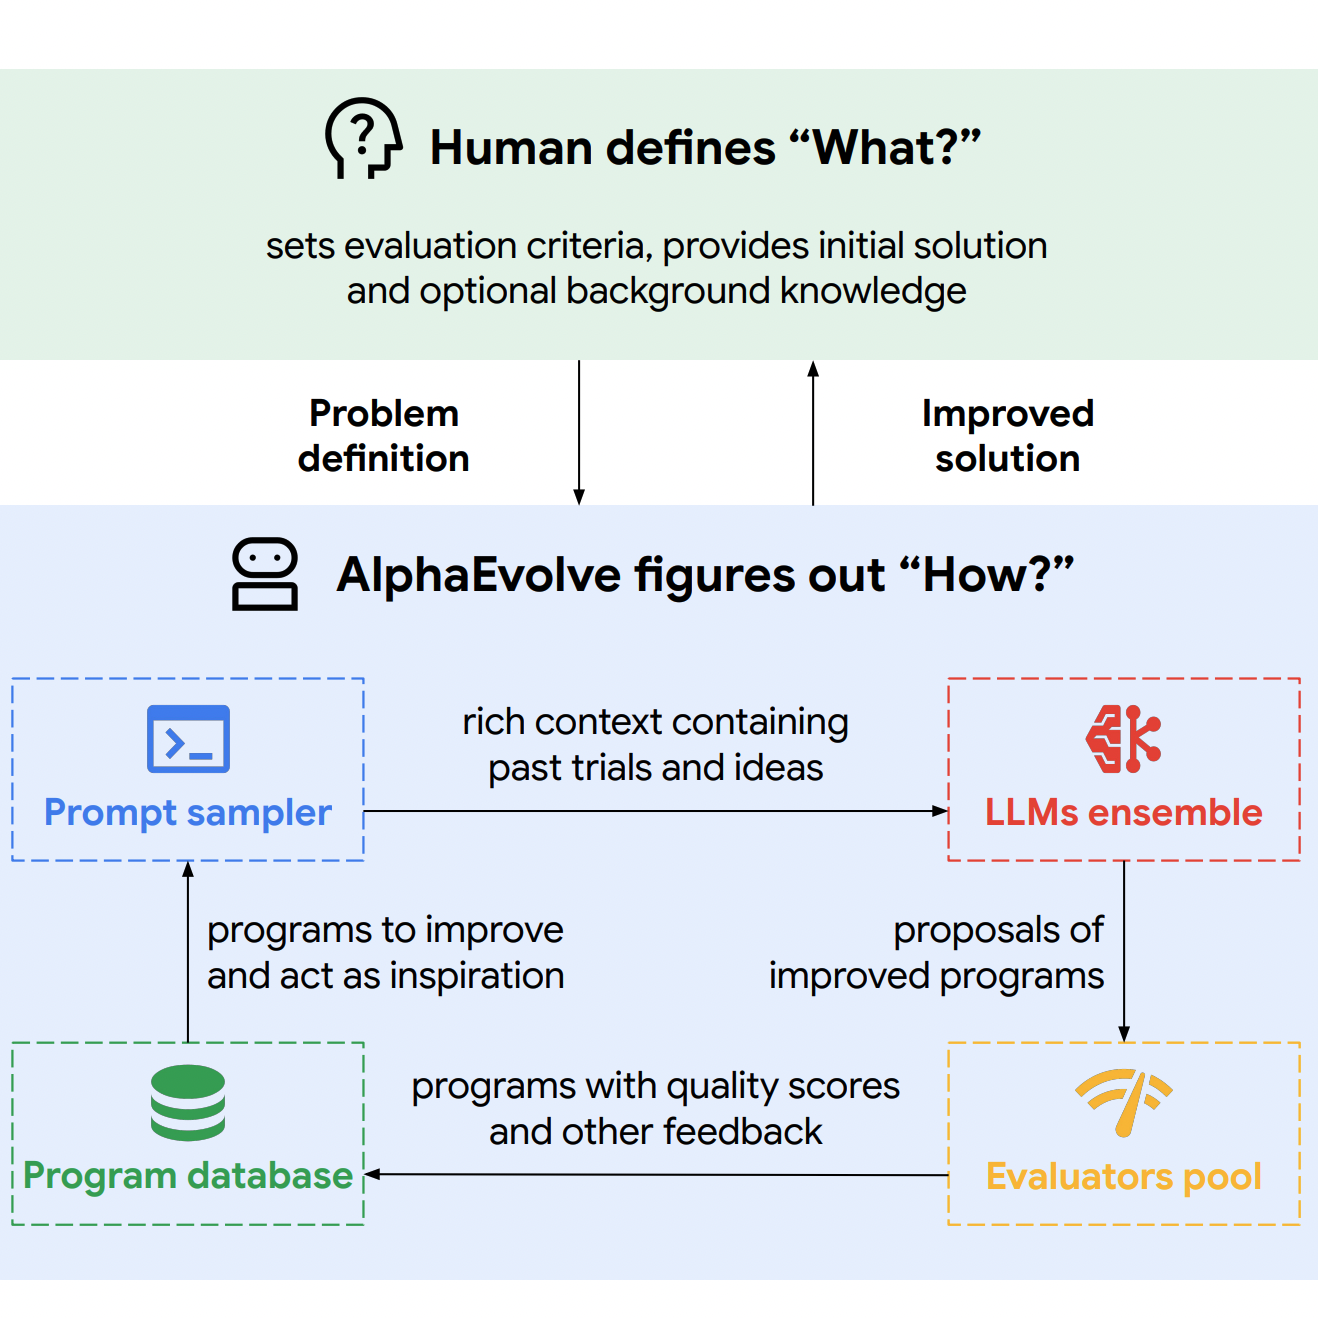 Human defines “What?”
sets evaluation criteria, provides initial solution
and optional background knowledge
Problem
definition
Improved
solution
AlphaEvolve figures out “How?”
Prompt sampler
rich context containing
past trials and ideas
LLMs ensemble
programs to improve
and act as inspiration
proposals of
improved programs
Program database
programs with quality scores
and other feedback
Evaluators pool